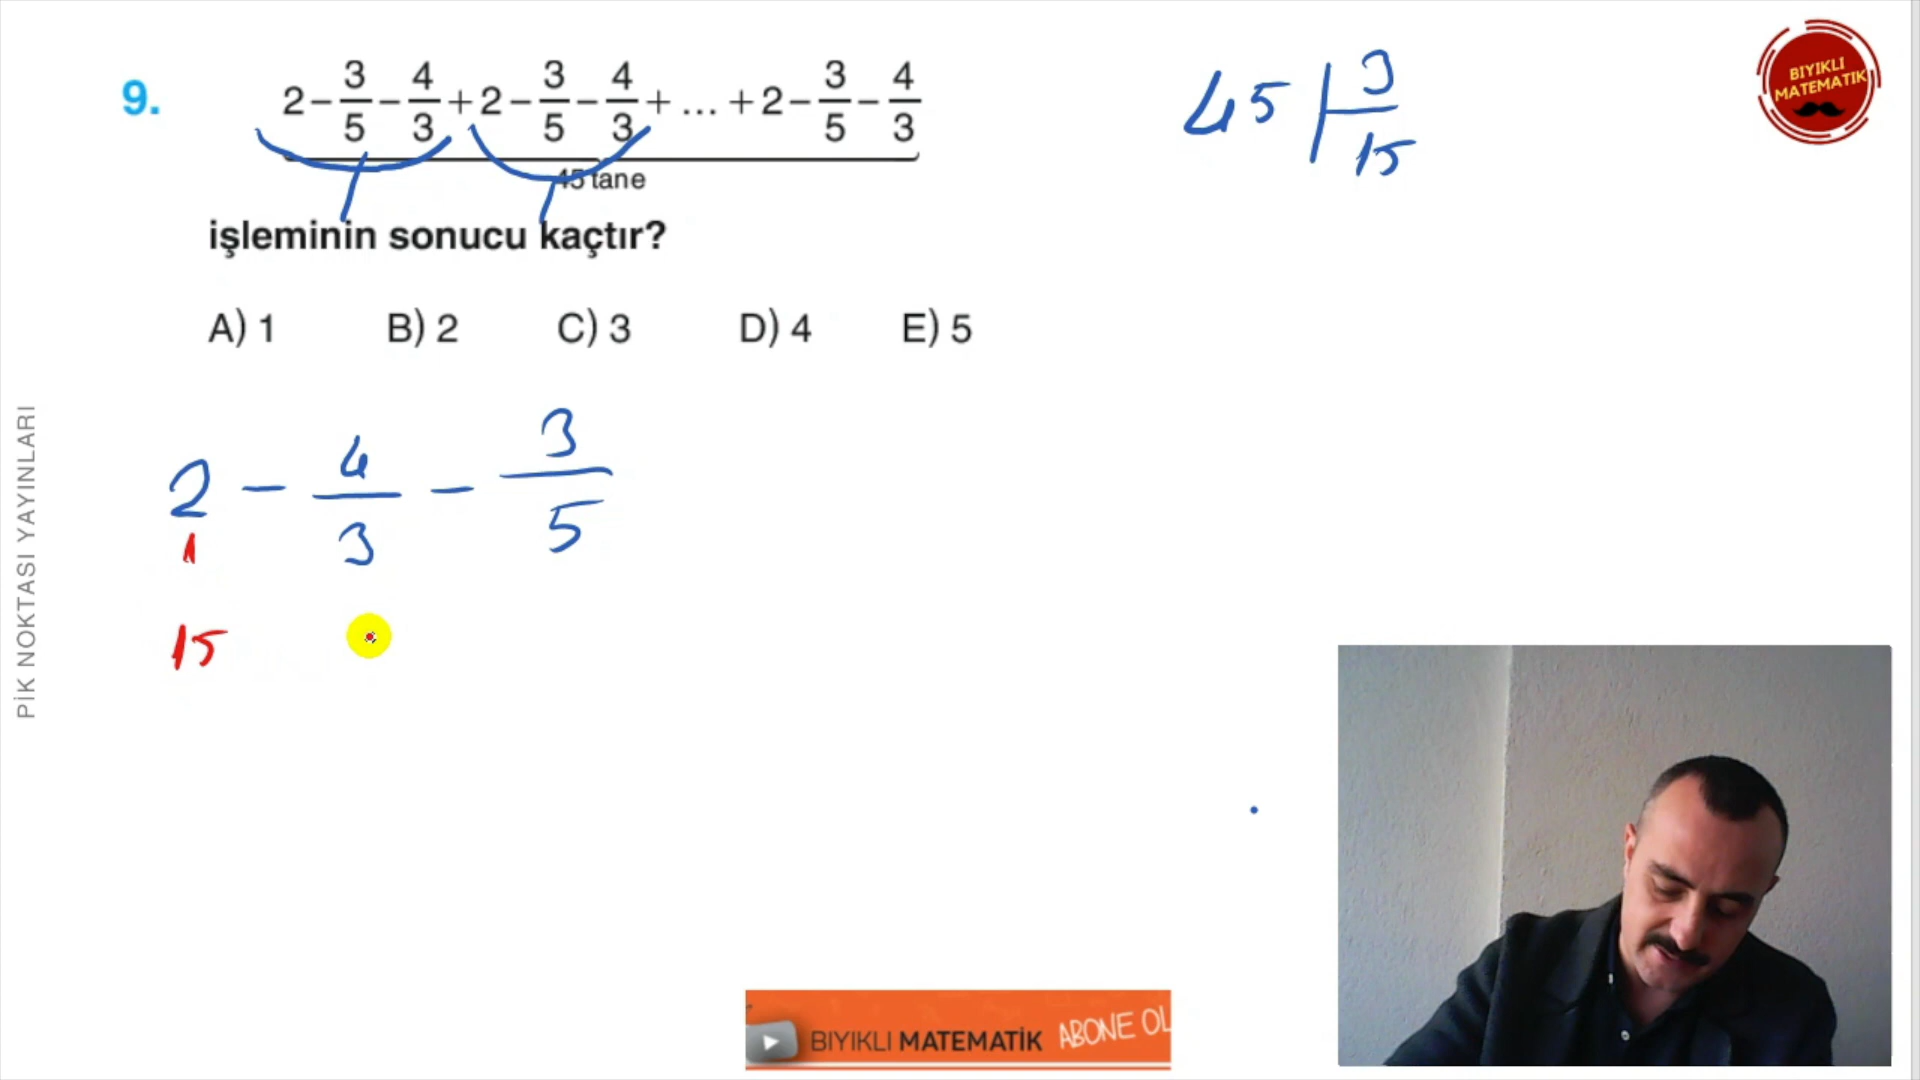 9. 2 − 3/5 − 4/3 + 2 − 3/5 − 4/3 + ... + 2 − 3/5 − 4/3
45 tane
işleminin sonucu kaçtır?
A) 1 B) 2 C) 3 D) 4 E) 5
45 | 3
15
BIYIKLI
MATEMATIK
2 − 4/3 − 3/5
1
15
PİK NOKTASI YAYINLARI
BIYIKLI MATEMATİK ABONE OL